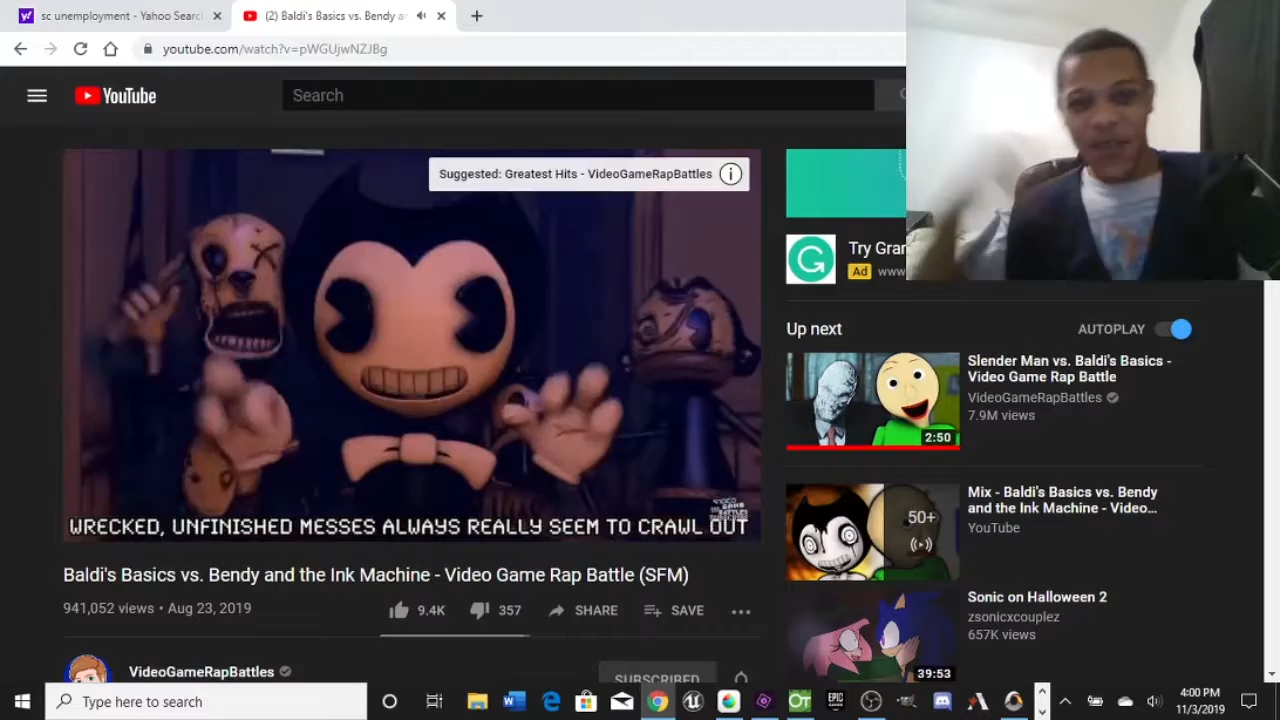 sc unemployment - Yahoo Searc
(2) Baldi's Basics vs. Bendy a
youtube.com/watch?v=pWGUjwNZJBg
YouTube
Search
Suggested: Greatest Hits - VideoGameRapBattles
WRECKED, UNFINISHED MESSES ALWAYS REALLY SEEM TO CRAWL OUT
Baldi's Basics vs. Bendy and the Ink Machine - Video Game Rap Battle (SFM)
941,052 views • Aug 23, 2019
9.4K
357
SHARE
SAVE
VideoGameRapBattles
SUBSCRIBED
Try Gra
Ad
www
Up next
AUTOPLAY
2:50
Slender Man vs. Baldi's Basics -
Video Game Rap Battle
VideoGameRapBattles
7.9M views
50+
Mix - Baldi's Basics vs. Bendy
and the Ink Machine - Video...
YouTube
39:53
Sonic on Halloween 2
zsonicxcouplez
657K views
Type here to search
EPIC
GAMES
4:00 PM
11/3/2019